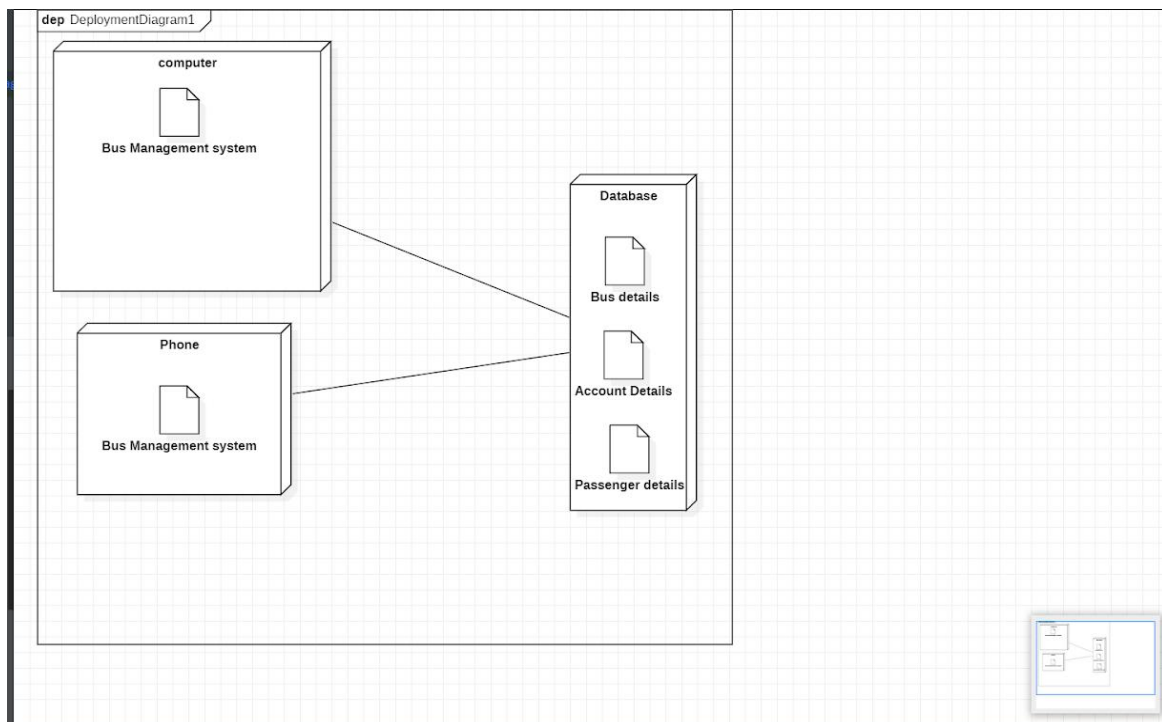 dep DeploymentDiagram1
computer
Bus Management system
Database
Bus details
Phone
Account Details
Bus Management system
Passenger details